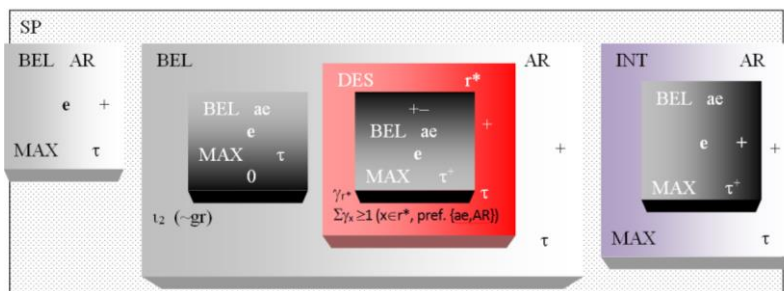 SP
BEL AR
e +
MAX τ
BEL
AR
+
τ
BEL ae
e
MAX τ
0
ι₂ (~gr)
DES r*
+
τ
+−
BEL ae
e
MAX τ⁺
γr*
Σγₓ ≥1 (x∈r*, pref. {ae,AR})
INT AR
+
BEL ae
e +
MAX τ⁺
MAX τ